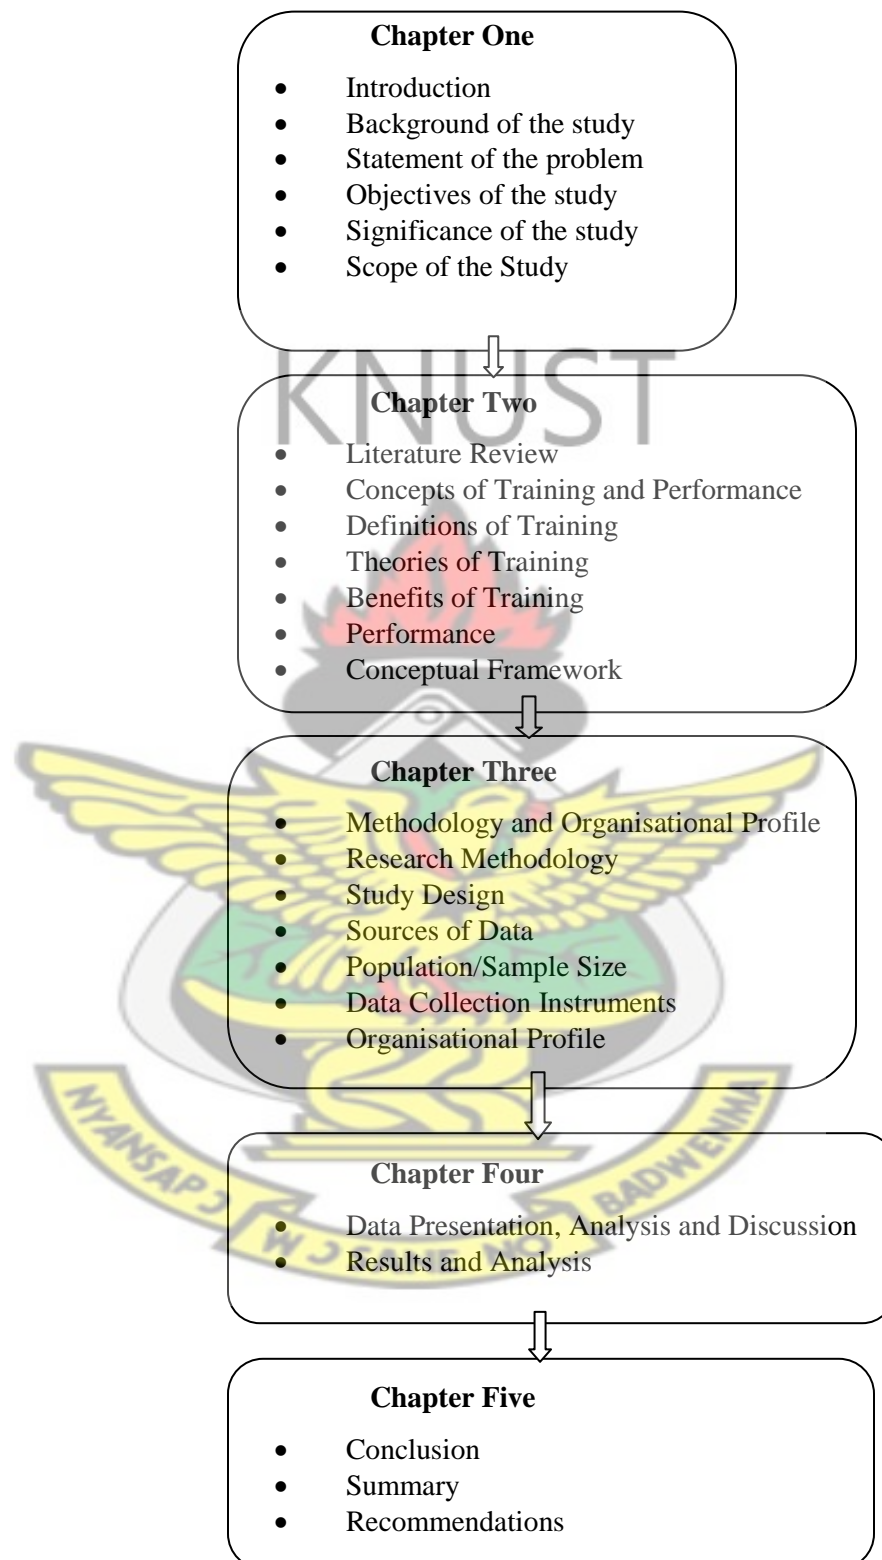 Chapter One
• Introduction
• Background of the study
• Statement of the problem
• Objectives of the study
• Significance of the study
• Scope of the Study
KNUST
Chapter Two
• Literature Review
• Concepts of Training and Performance
• Definitions of Training
• Theories of Training
• Benefits of Training
• Performance
• Conceptual Framework
Chapter Three
• Methodology and Organisational Profile
• Research Methodology
• Study Design
• Sources of Data
• Population/Sample Size
• Data Collection Instruments
• Organisational Profile
NYANSAPƆ WƆ SANE NO BADWENMA
Chapter Four
• Data Presentation, Analysis and Discussion
• Results and Analysis
Chapter Five
• Conclusion
• Summary
• Recommendations